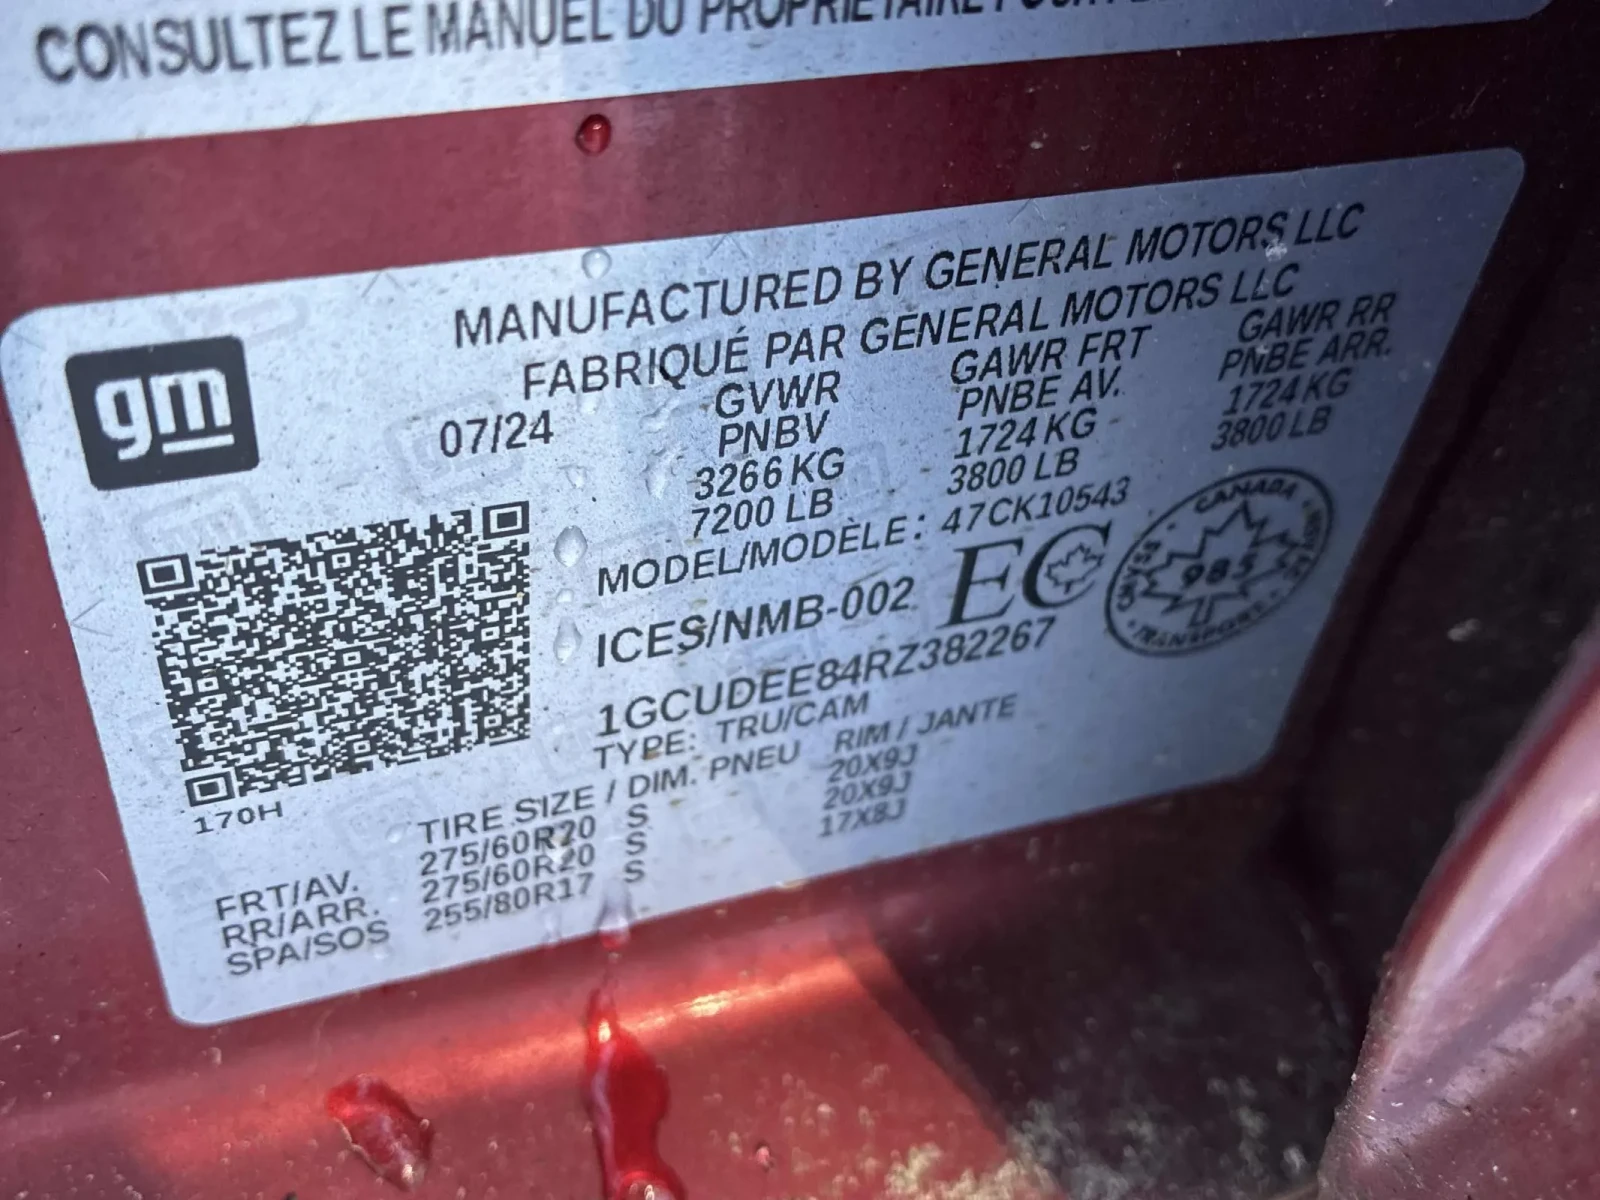 CONSULTEZ LE MANUEL DU PROPRIÉTAIRE
gm
MANUFACTURED BY GENERAL MOTORS LLC
FABRIQUÉ PAR GENERAL MOTORS LLC
07/24 GVWR GAWR FRT GAWR RR
PNBV PNBE AV. PNBE ARR.
3266 KG 1724 KG 1724 KG
7200 LB 3800 LB 3800 LB
MODEL/MODÈLE: 47CK10543
ICES/NMB-002 EC
CANADA
985
TRANSPORT
1GCUDEE84RZ382267
TYPE: TRU/CAM
170H
TIRE SIZE / DIM. PNEU RIM / JANTE
FRT/AV. 275/60R20 S 20X9J
RR/ARR. 275/60R20 S 20X9J
SPA/SOS 255/80R17 S 17X8J